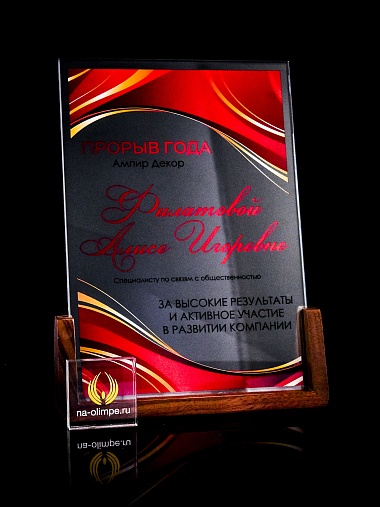 ПРОРЫВ ГОДА
Ампир Декор
Филатовой
Алисе Игоревне
Специалисту по связям с общественностью
ЗА ВЫСОКИЕ РЕЗУЛЬТАТЫ
И АКТИВНОЕ УЧАСТИЕ
В РАЗВИТИИ КОМПАНИИ
na-olimpe.ru